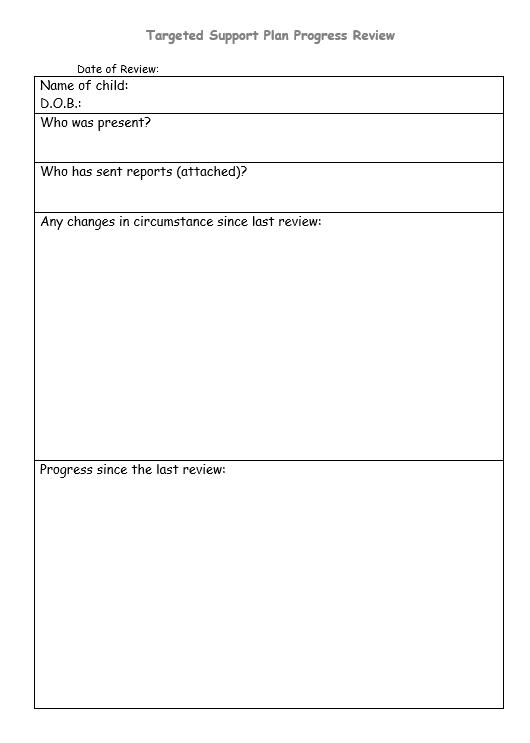 Targeted Support Plan Progress Review
Date of Review:
Name of child:
D.O.B.:
Who was present?
Who has sent reports (attached)?
Any changes in circumstance since last review:
Progress since the last review: